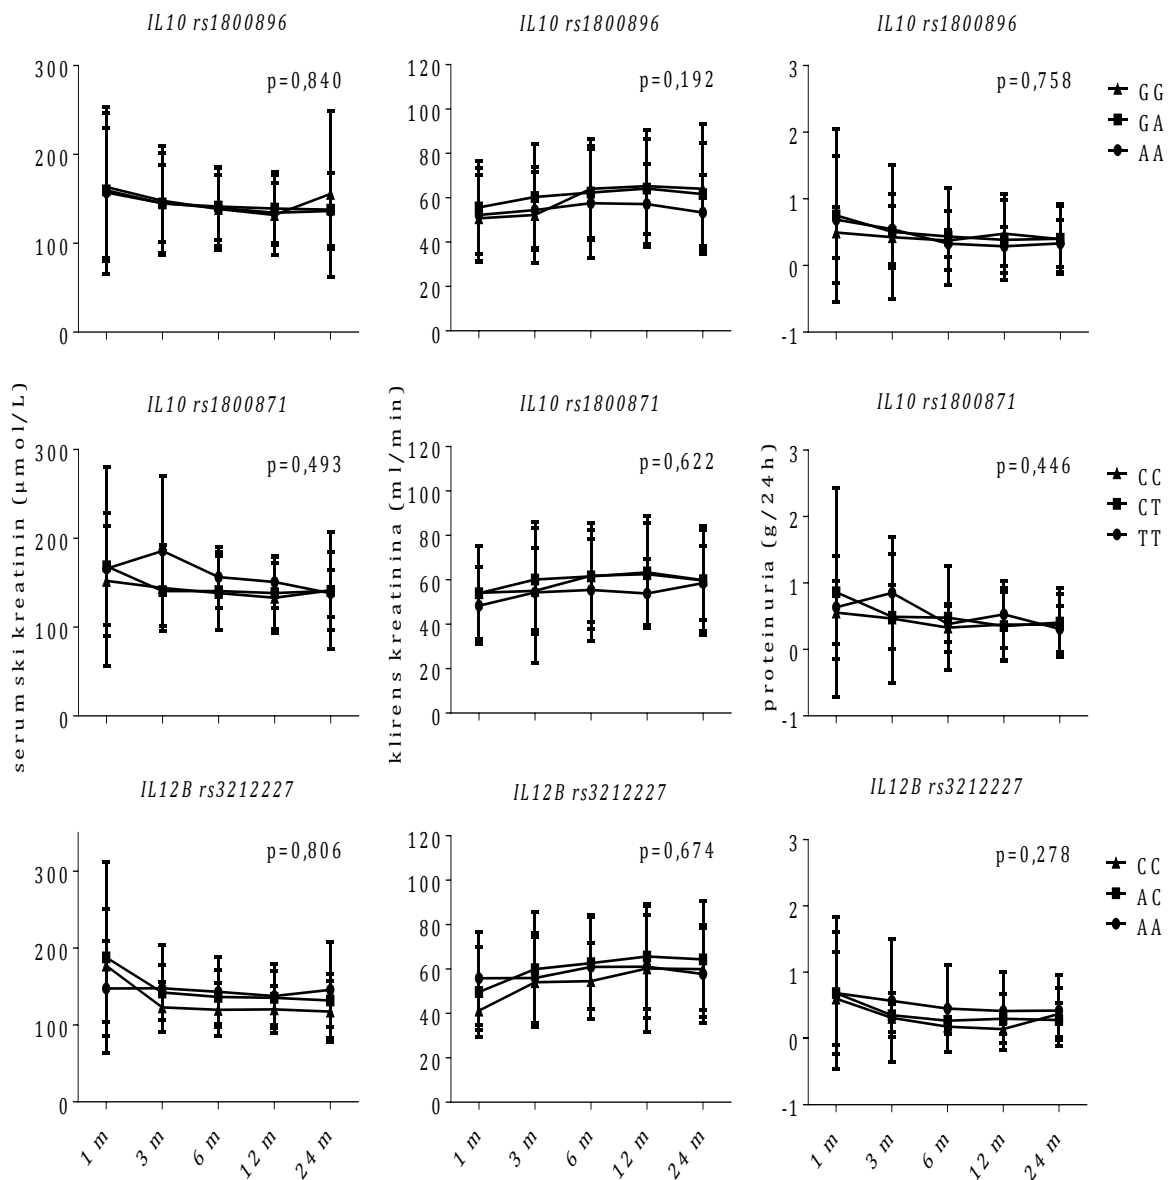 IL10 rs1800896
IL10 rs1800896
IL10 rs1800896
p=0,840
p=0,192
p=0,758
300
200
100
0
120
100
80
60
40
20
0
3
2
1
0
-1
GG
GA
AA
serumski kreatinin (µmol/L)
klirens kreatinina (ml/min)
proteinuria (g/24h)
IL10 rs1800871
IL10 rs1800871
IL10 rs1800871
p=0,493
p=0,622
p=0,446
300
200
100
0
120
100
80
60
40
20
0
3
2
1
0
-1
CC
CT
TT
IL12B rs3212227
IL12B rs3212227
IL12B rs3212227
p=0,806
p=0,674
p=0,278
300
200
100
0
120
100
80
60
40
20
0
3
2
1
0
-1
CC
AC
AA
1 m
3 m
6 m
12 m
24 m
1 m
3 m
6 m
12 m
24 m
1 m
3 m
6 m
12 m
24 m